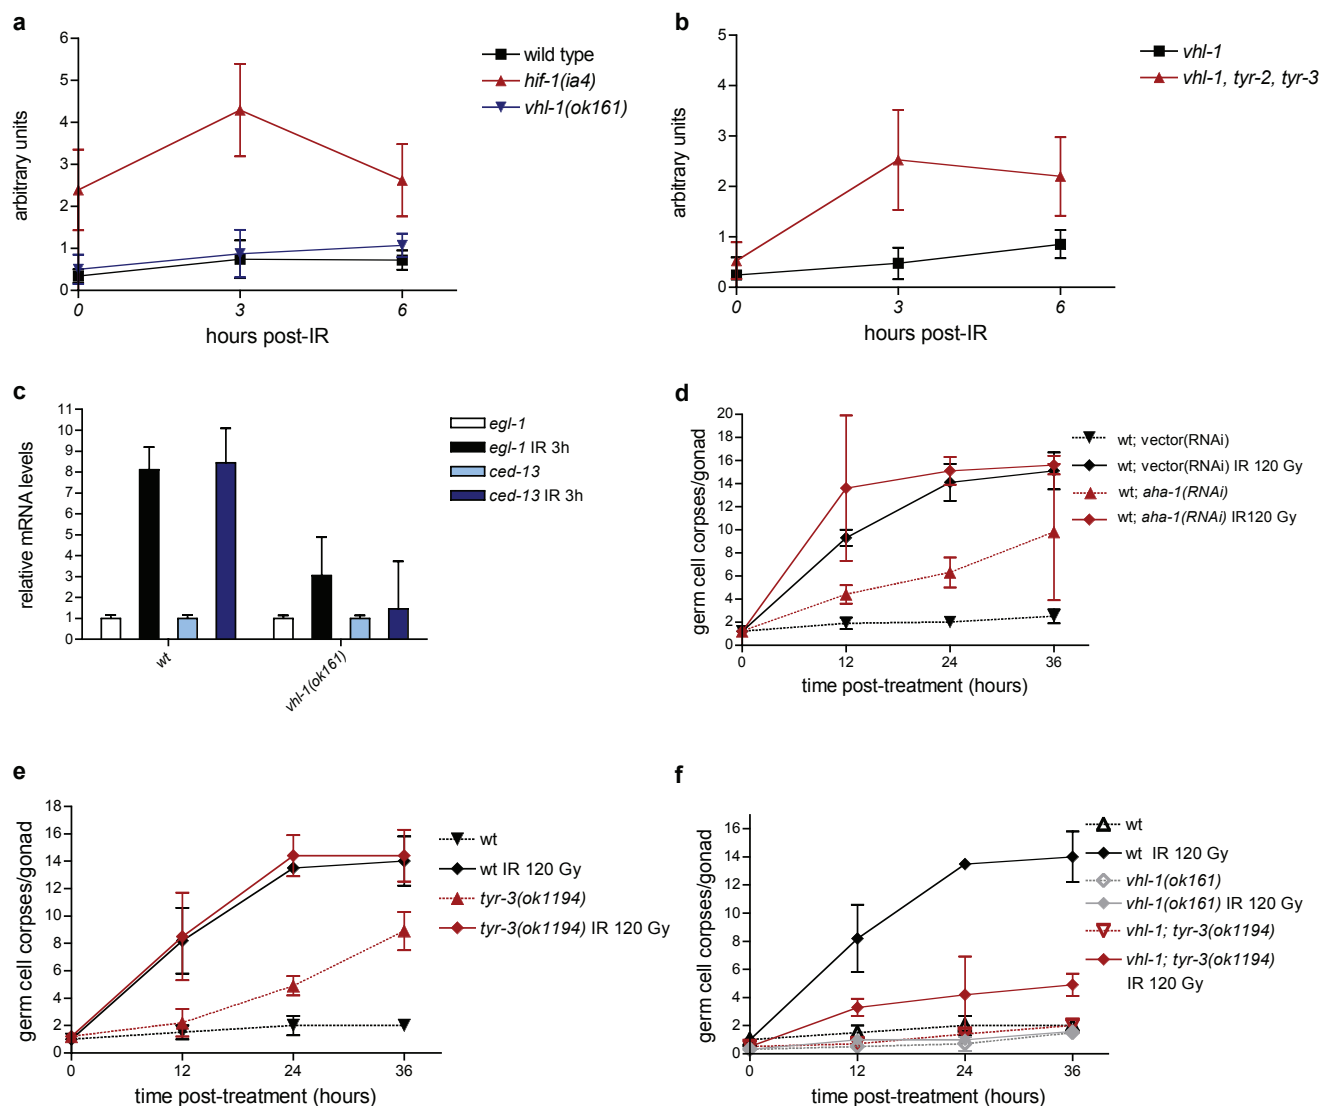 a
6
5
4
3
2
1
0
arbitrary units
0 3 6
hours post-IR
wild type
hif-1(ia4)
vhl-1(ok161)
b
5
4
3
2
1
0
arbitrary units
0 3 6
hours post-IR
vhl-1
vhl-1, tyr-2, tyr-3
c
11
10
9
8
7
6
5
4
3
2
1
0
relative mRNA levels
wt
vhl-1(ok161)
egl-1
egl-1 IR 3h
ced-13
ced-13 IR 3h
d
20
18
16
14
12
10
8
6
4
2
0
germ cell corpses/gonad
0 12 24 36
time post-treatment (hours)
wt; vector(RNAi)
wt; vector(RNAi) IR 120 Gy
wt; aha-1(RNAi)
wt; aha-1(RNAi) IR120 Gy
e
18
16
14
12
10
8
6
4
2
0
germ cell corpses/gonad
0 12 24 36
time post-treatment (hours)
wt
wt IR 120 Gy
tyr-3(ok1194)
tyr-3(ok1194) IR 120 Gy
f
16
14
12
10
8
6
4
2
0
germ cell corpses/gonad
0 12 24 36
time post-treatment (hours)
wt
wt IR 120 Gy
vhl-1(ok161)
vhl-1(ok161) IR 120 Gy
vhl-1; tyr-3(ok1194)
vhl-1; tyr-3(ok1194)
IR 120 Gy